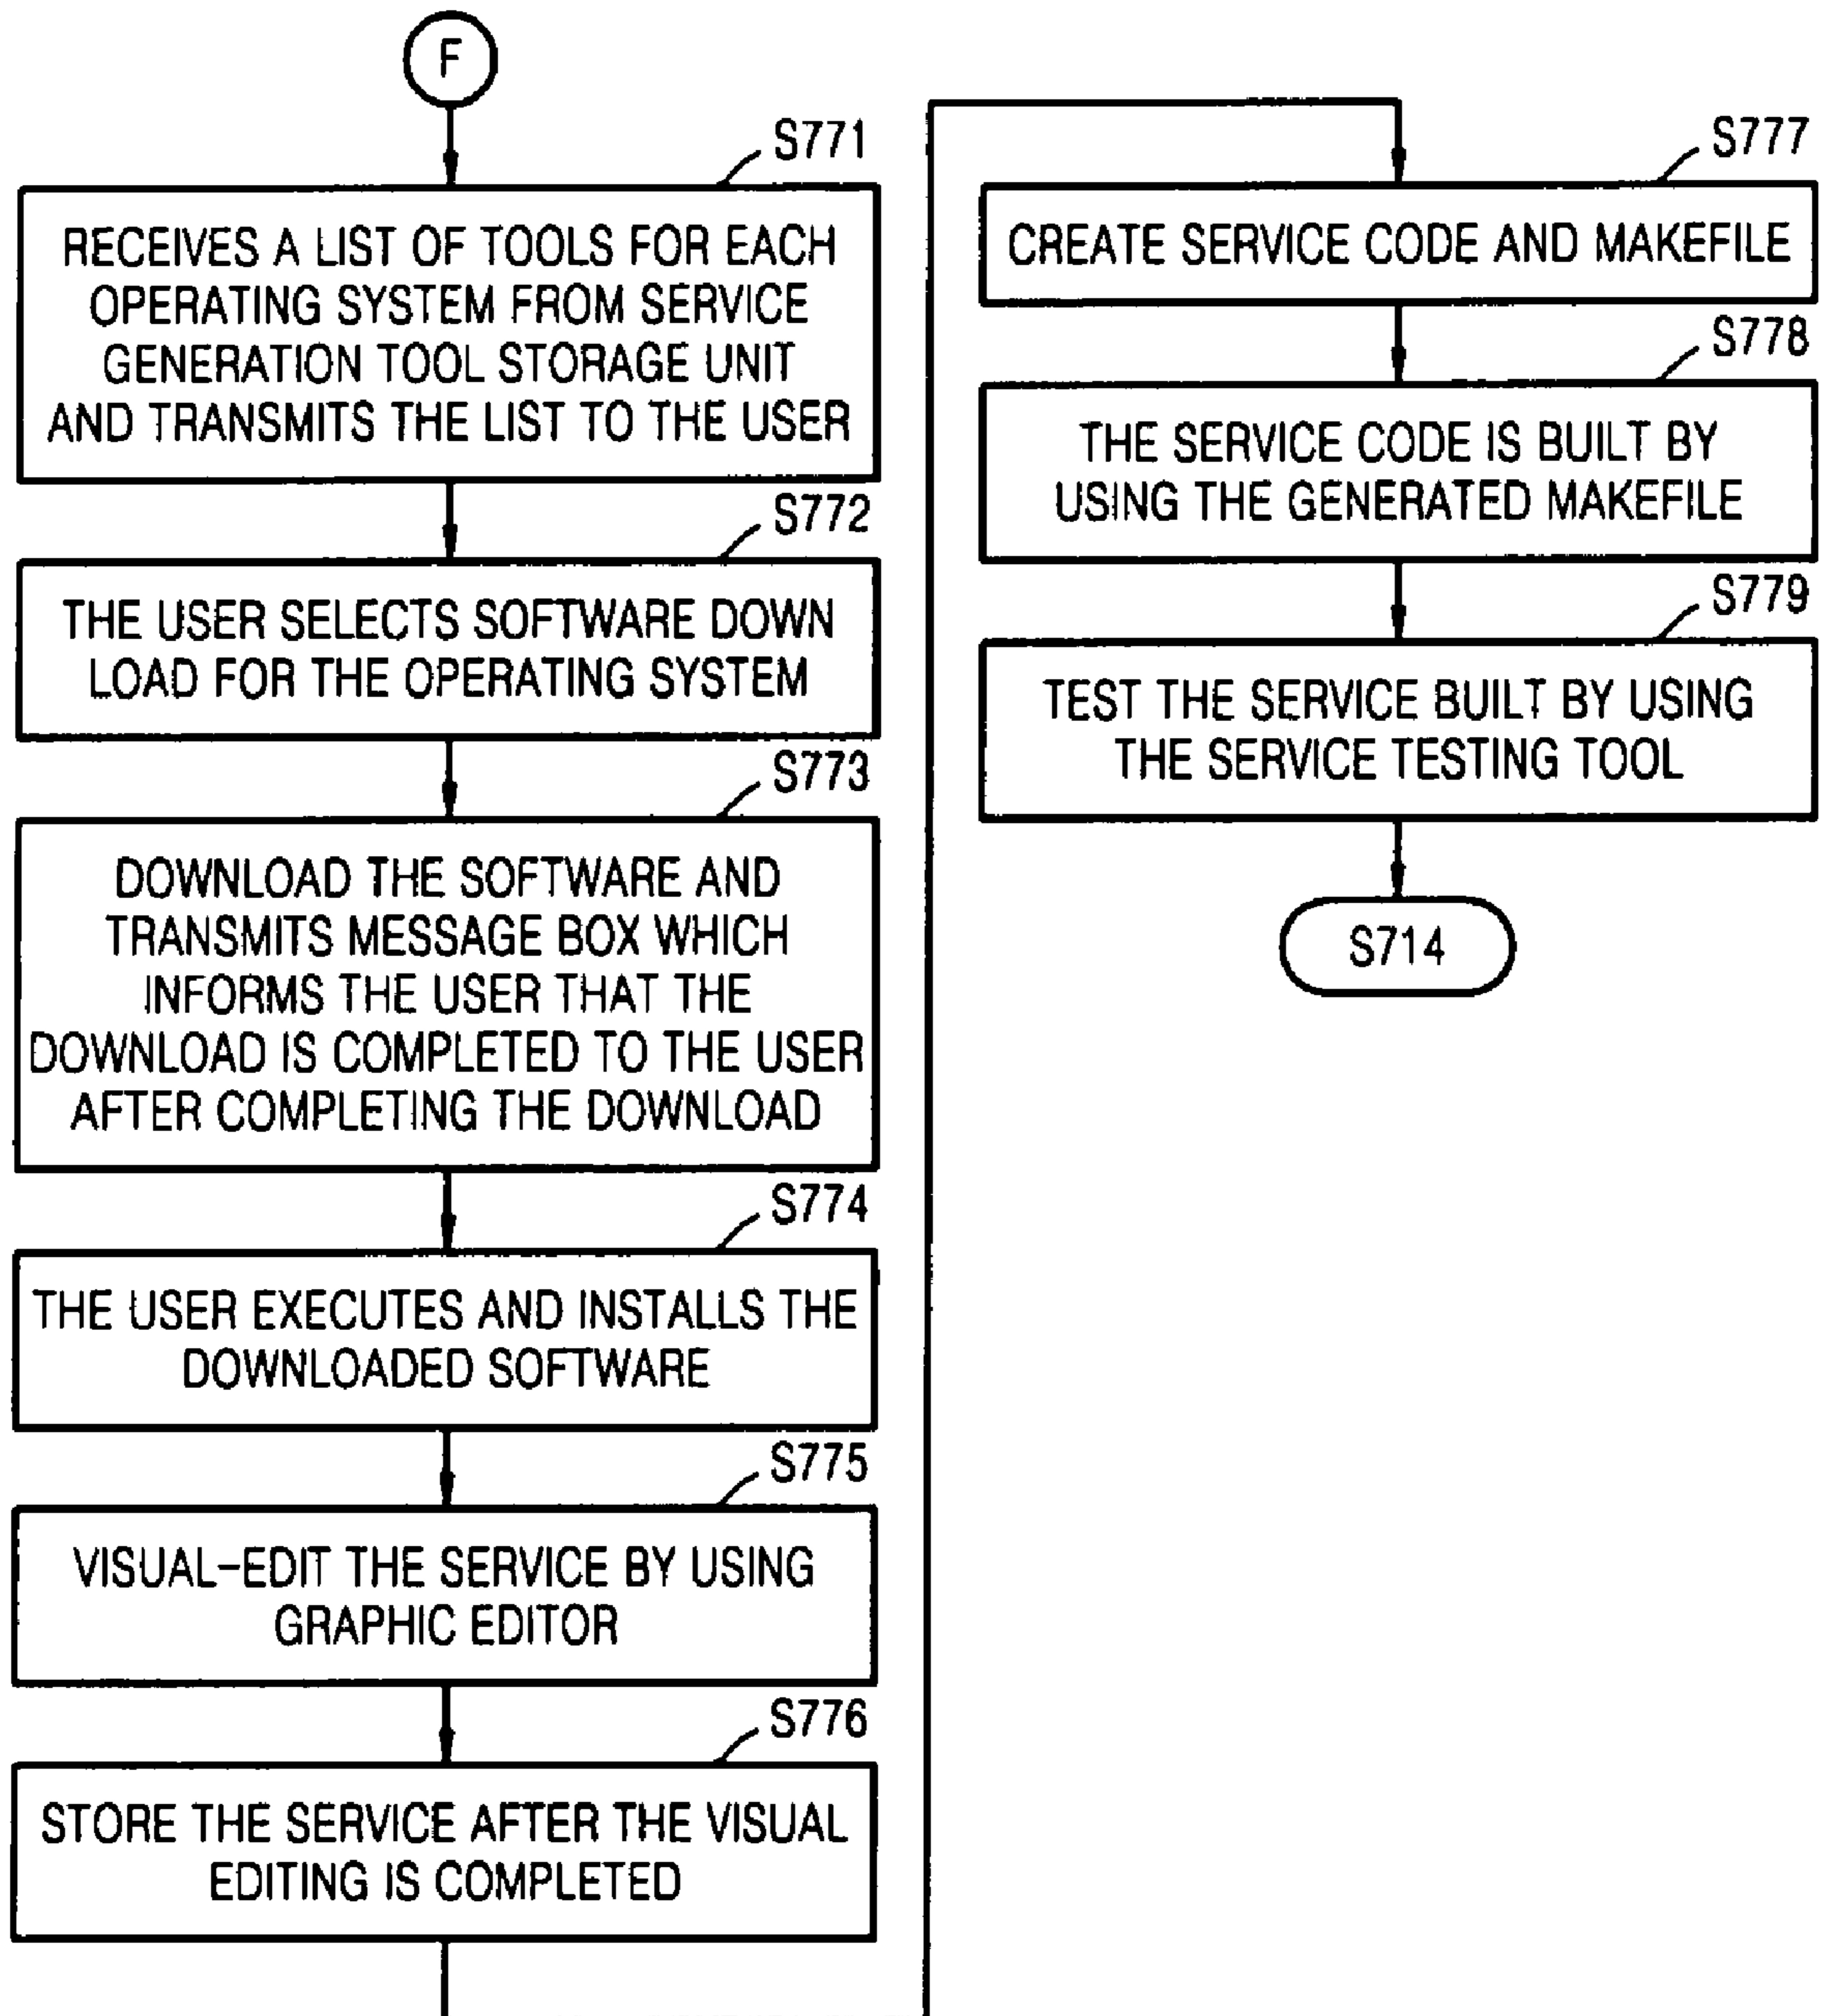 F
S771
RECEIVES A LIST OF TOOLS FOR EACH
OPERATING SYSTEM FROM SERVICE
GENERATION TOOL STORAGE UNIT
AND TRANSMITS THE LIST TO THE USER
S772
THE USER SELECTS SOFTWARE DOWN
LOAD FOR THE OPERATING SYSTEM
S773
DOWNLOAD THE SOFTWARE AND
TRANSMITS MESSAGE BOX WHICH
INFORMS THE USER THAT THE
DOWNLOAD IS COMPLETED TO THE USER
AFTER COMPLETING THE DOWNLOAD
S774
THE USER EXECUTES AND INSTALLS THE
DOWNLOADED SOFTWARE
S775
VISUAL-EDIT THE SERVICE BY USING
GRAPHIC EDITOR
S776
STORE THE SERVICE AFTER THE VISUAL
EDITING IS COMPLETED
S777
CREATE SERVICE CODE AND MAKEFILE
S778
THE SERVICE CODE IS BUILT BY
USING THE GENERATED MAKEFILE
S779
TEST THE SERVICE BUILT BY USING
THE SERVICE TESTING TOOL
S714